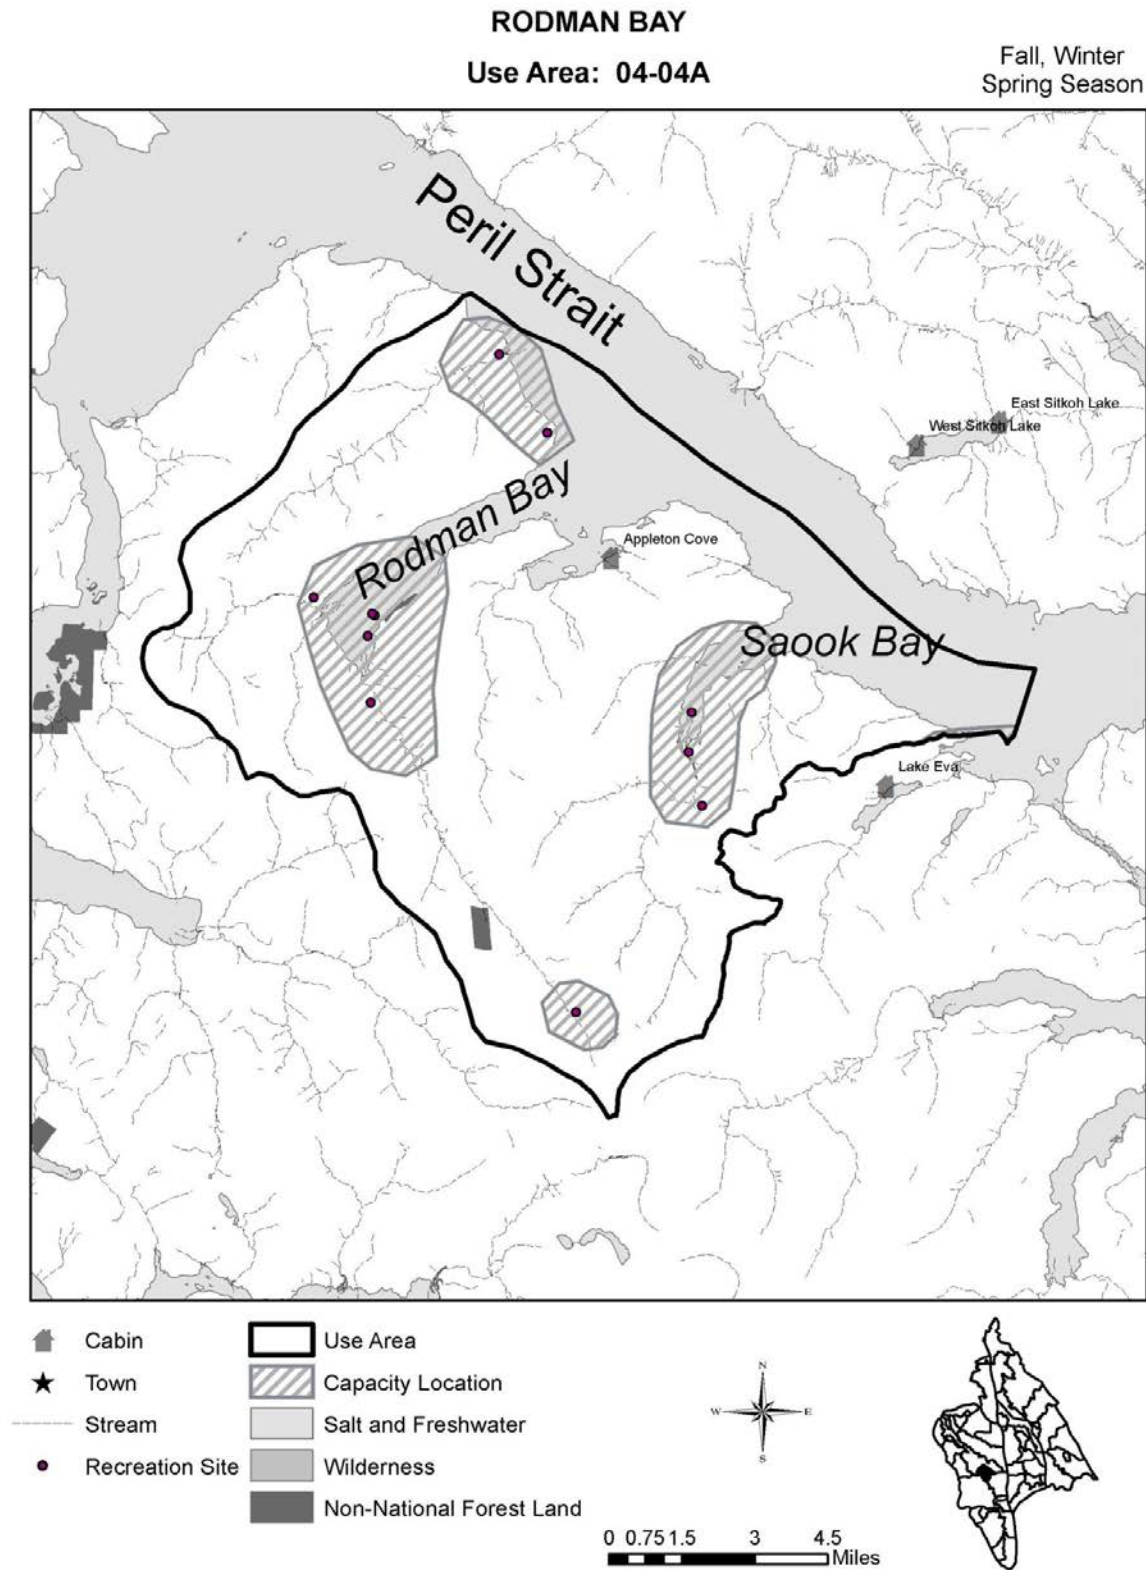 RODMAN BAY
Use Area: 04-04A
Fall, Winter
Spring Season
Peril Strait
East Sitkoh Lake
West Sitkoh Lake
Rodman Bay
Appleton Cove
Saook Bay
Lake Eva
Cabin
Town
Stream
Recreation Site
Use Area
Capacity Location
Salt and Freshwater
Wilderness
Non-National Forest Land
N
W E
S
0 0.75 1.5 3 4.5
Miles